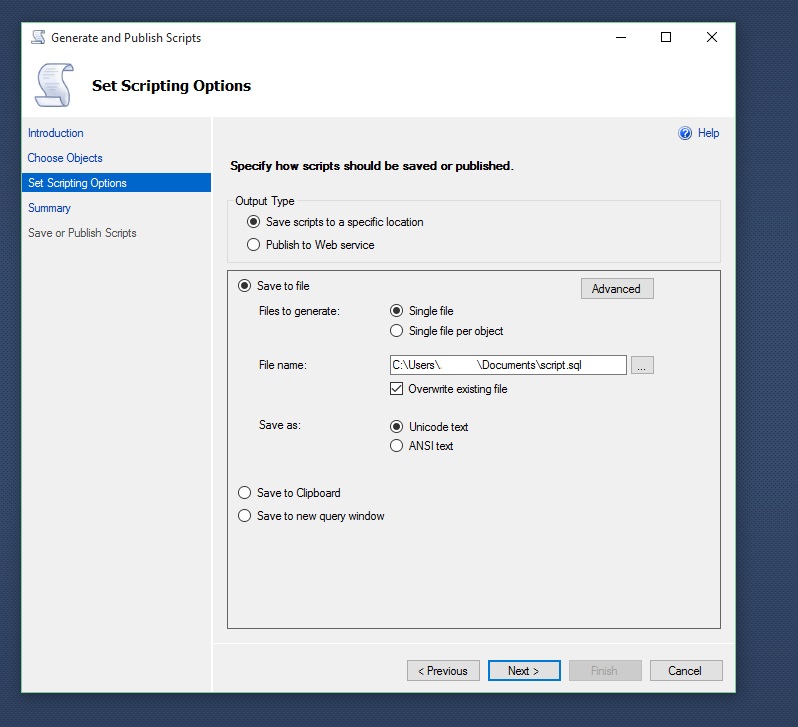 Generate and Publish Scripts
Set Scripting Options
Introduction
Choose Objects
Set Scripting Options
Summary
Save or Publish Scripts
Help
Specify how scripts should be saved or published.
Output Type
Save scripts to a specific location
Publish to Web service
Save to file
Advanced
Files to generate:
Single file
Single file per object
File name:
C:\Users\. \Documents\script.sql
...
Overwrite existing file
Save as:
Unicode text
ANSI text
Save to Clipboard
Save to new query window
< Previous
Next >
Finish
Cancel